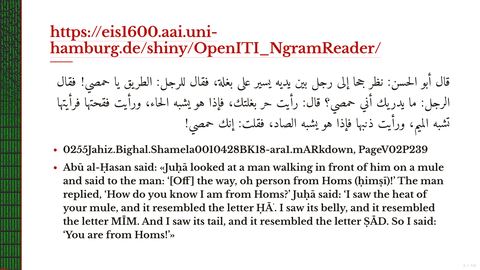 https://eis1600.aai.uni-
hamburg.de/shiny/OpenITI_NgramReader/
قال أبو الحسن: نظر جحا إلى رجل بين يديه يسير على بغلة، فقال للرجل: الطريق يا حمصي! فقال
الرجل: ما يدريك أني حمصي؟ قال: رأيت حر بغلتك، فإذا هو يشبه الحاء، ورأيت فقحتها فرأيتها
تشبه الميم، ورأيت ذنبها فإذا هو يشبه الصاد، فقلت: إنك حمصي!
• 0255Jahiz.Bighal.Shamela0010428BK18-ara1.mARkdown, PageV02P239
• Abū al-Ḥasan said: «Juḥā looked at a man walking in front of him on a mule
and said to the man: ‘[Off] the way, oh person from Homs (ḥimṣī)!’ The man
replied, ‘How do you know I am from Homs?’ Juḥā said: ‘I saw the heat of
your mule, and it resembled the letter ḤĀʾ. I saw its belly, and it resembled
the letter MĪM. And I saw its tail, and it resembled the letter ṢĀD. So I said:
‘You are from Homs!’»